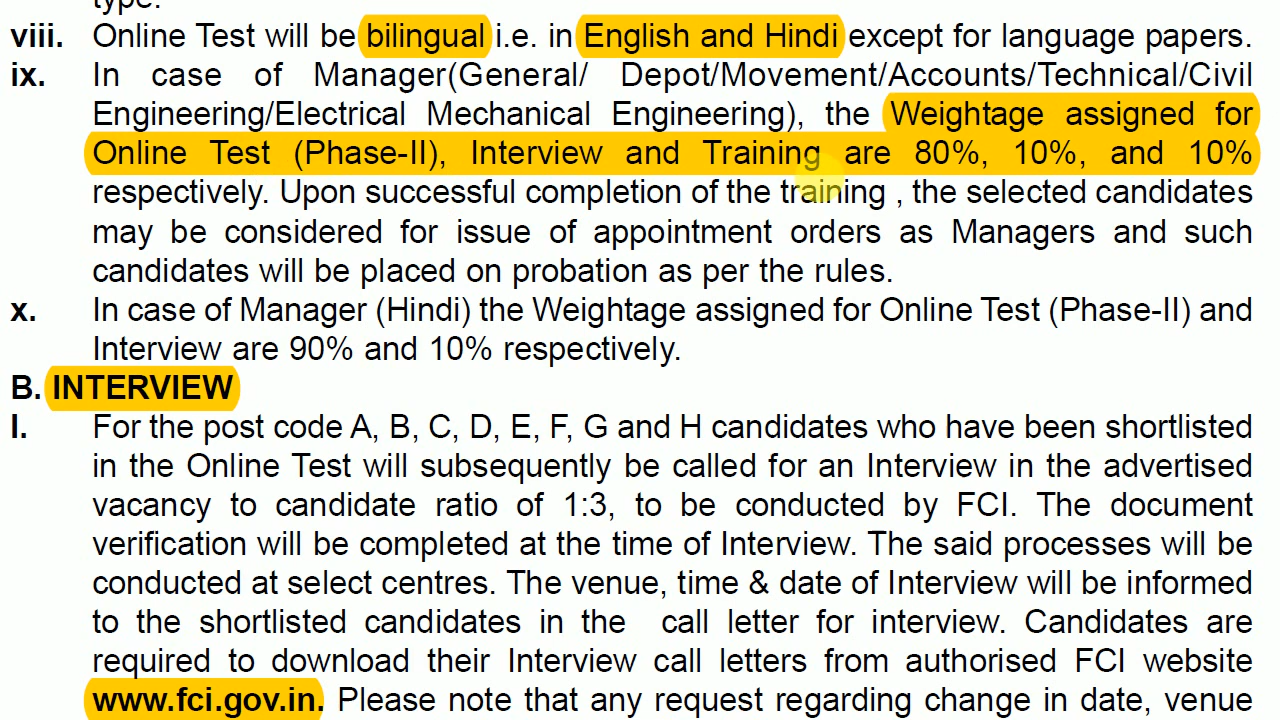 type.
viii. Online Test will be bilingual i.e. in English and Hindi except for language papers.
ix. In case of Manager(General/ Depot/Movement/Accounts/Technical/Civil
Engineering/Electrical Mechanical Engineering), the Weightage assigned for
Online Test (Phase-II), Interview and Training are 80%, 10%, and 10%
respectively. Upon successful completion of the training , the selected candidates
may be considered for issue of appointment orders as Managers and such
candidates will be placed on probation as per the rules.
x. In case of Manager (Hindi) the Weightage assigned for Online Test (Phase-II) and
Interview are 90% and 10% respectively.
B. INTERVIEW
I. For the post code A, B, C, D, E, F, G and H candidates who have been shortlisted
in the Online Test will subsequently be called for an Interview in the advertised
vacancy to candidate ratio of 1:3, to be conducted by FCI. The document
verification will be completed at the time of Interview. The said processes will be
conducted at select centres. The venue, time & date of Interview will be informed
to the shortlisted candidates in the call letter for interview. Candidates are
required to download their Interview call letters from authorised FCI website
www.fci.gov.in. Please note that any request regarding change in date, venue